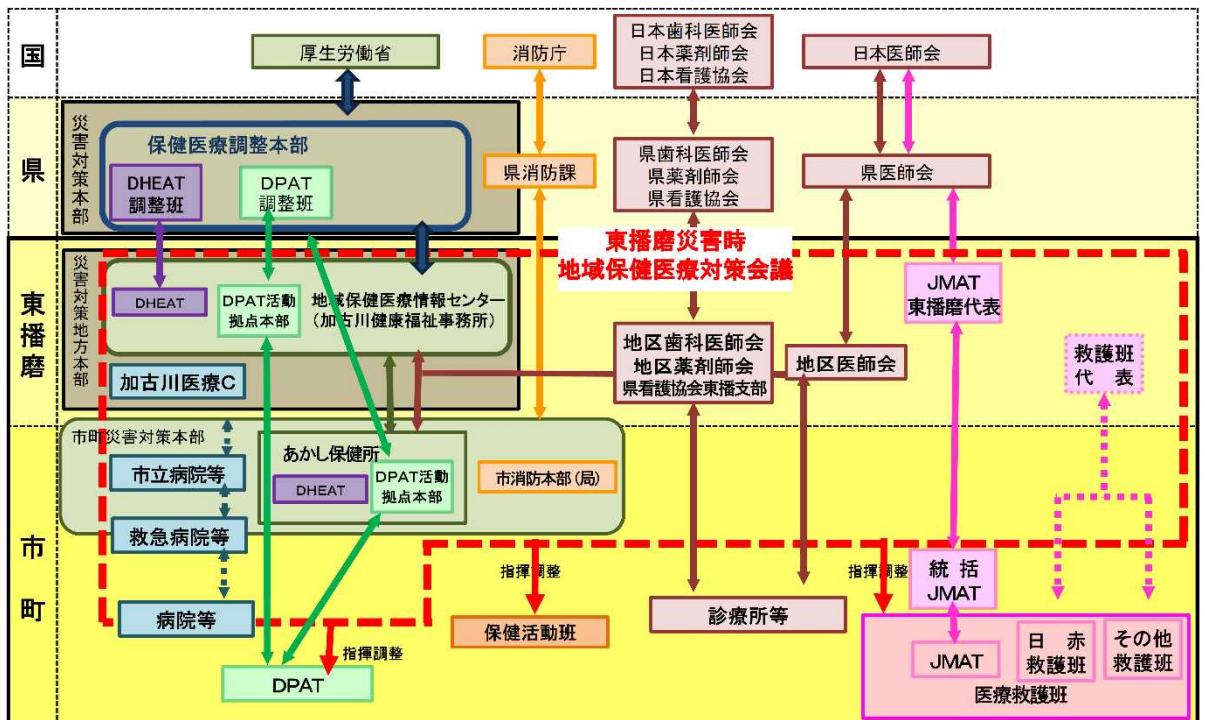 国
厚生労働省
消防庁
日本歯科医師会
日本薬剤師会
日本看護協会
日本医師会
県
災害対策本部
保健医療調整本部
DHEAT
調整班
DPAT
調整班
県消防課
県歯科医師会
県薬剤師会
県看護協会
県医師会
東播磨
東播磨災害時
地域保健医療対策会議
災害対策地方本部
DHEAT
DPAT活動
拠点本部
地域保健医療情報センター
(加古川健康福祉事務所)
加古川医療C
地区歯科医師会
地区薬剤師会
県看護協会東播支部
地区医師会
JMAT
東播磨代表
救護班
代 表
市町
市町災害対策本部
市立病院等
救急病院等
病院等
あかし保健所
DHEAT
DPAT活動
拠点本部
市消防本部(局)
指揮調整
指揮調整
指揮調整
DPAT
保健活動班
診療所等
統 括
JMAT
JMAT
日 赤
救護班
その他
救護班
医療救護班